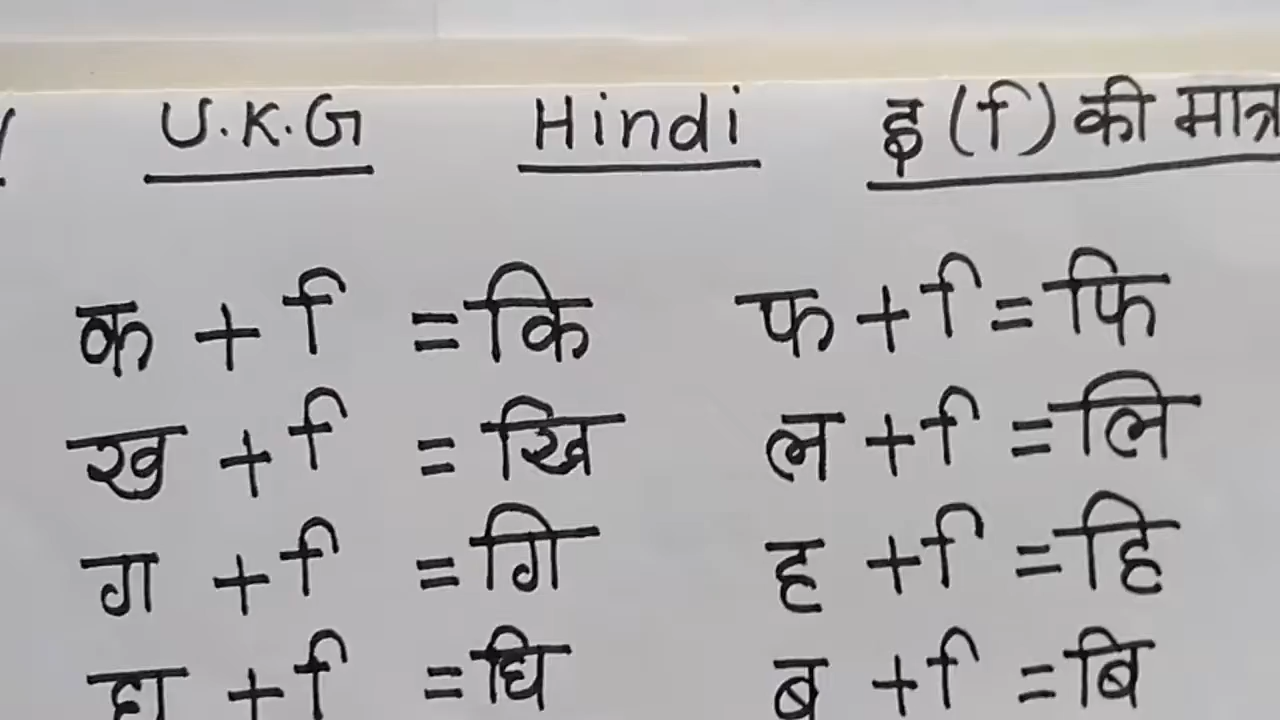 U.K.G Hindi इ (ि) की मात्र
क + ि = कि फ + ि = फि
ख + ि = खि ल + ि = लि
ग + ि = गि ह + ि = हि
घ + ि = घि ब + ि = बि